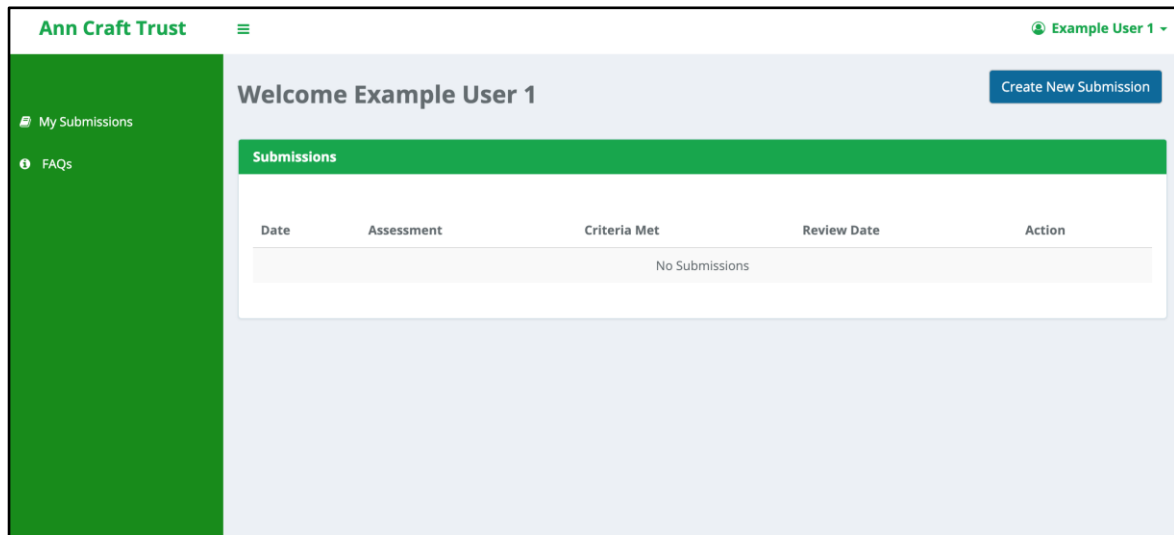 Ann Craft Trust
Example User 1
My Submissions
FAQs
Welcome Example User 1
Create New Submission
Submissions
Date Assessment Criteria Met Review Date Action
No Submissions